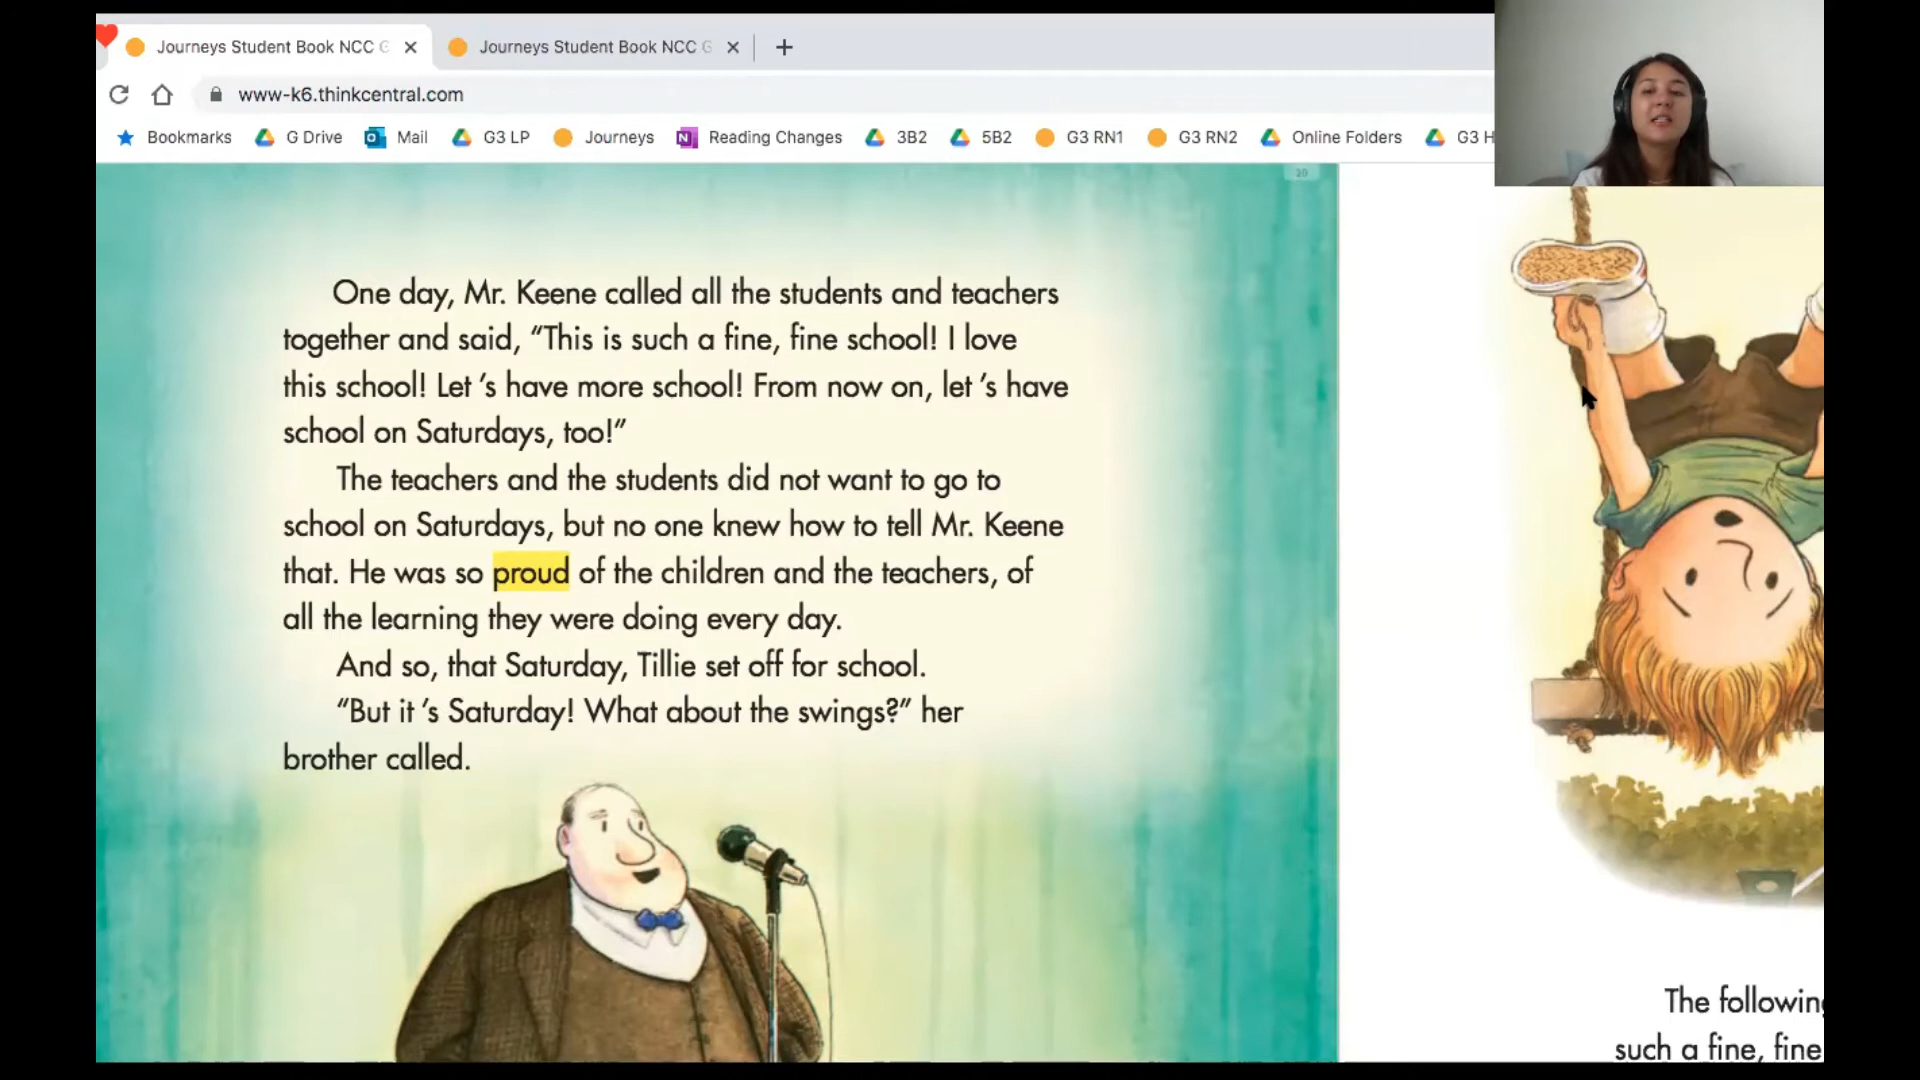 Journeys Student Book NCC G
Journeys Student Book NCC G
www-k6.thinkcentral.com
Bookmarks G Drive Mail G3 LP Journeys Reading Changes 3B2 5B2 G3 RN1 G3 RN2 Online Folders G3 H
20
One day, Mr. Keene called all the students and teachers
together and said, “This is such a fine, fine school! I love
this school! Let ’s have more school! From now on, let ’s have
school on Saturdays, too!”
The teachers and the students did not want to go to
school on Saturdays, but no one knew how to tell Mr. Keene
that. He was so proud of the children and the teachers, of
all the learning they were doing every day.
And so, that Saturday, Tillie set off for school.
“But it ’s Saturday! What about the swings?” her
brother called.
The following
such a fine, fine